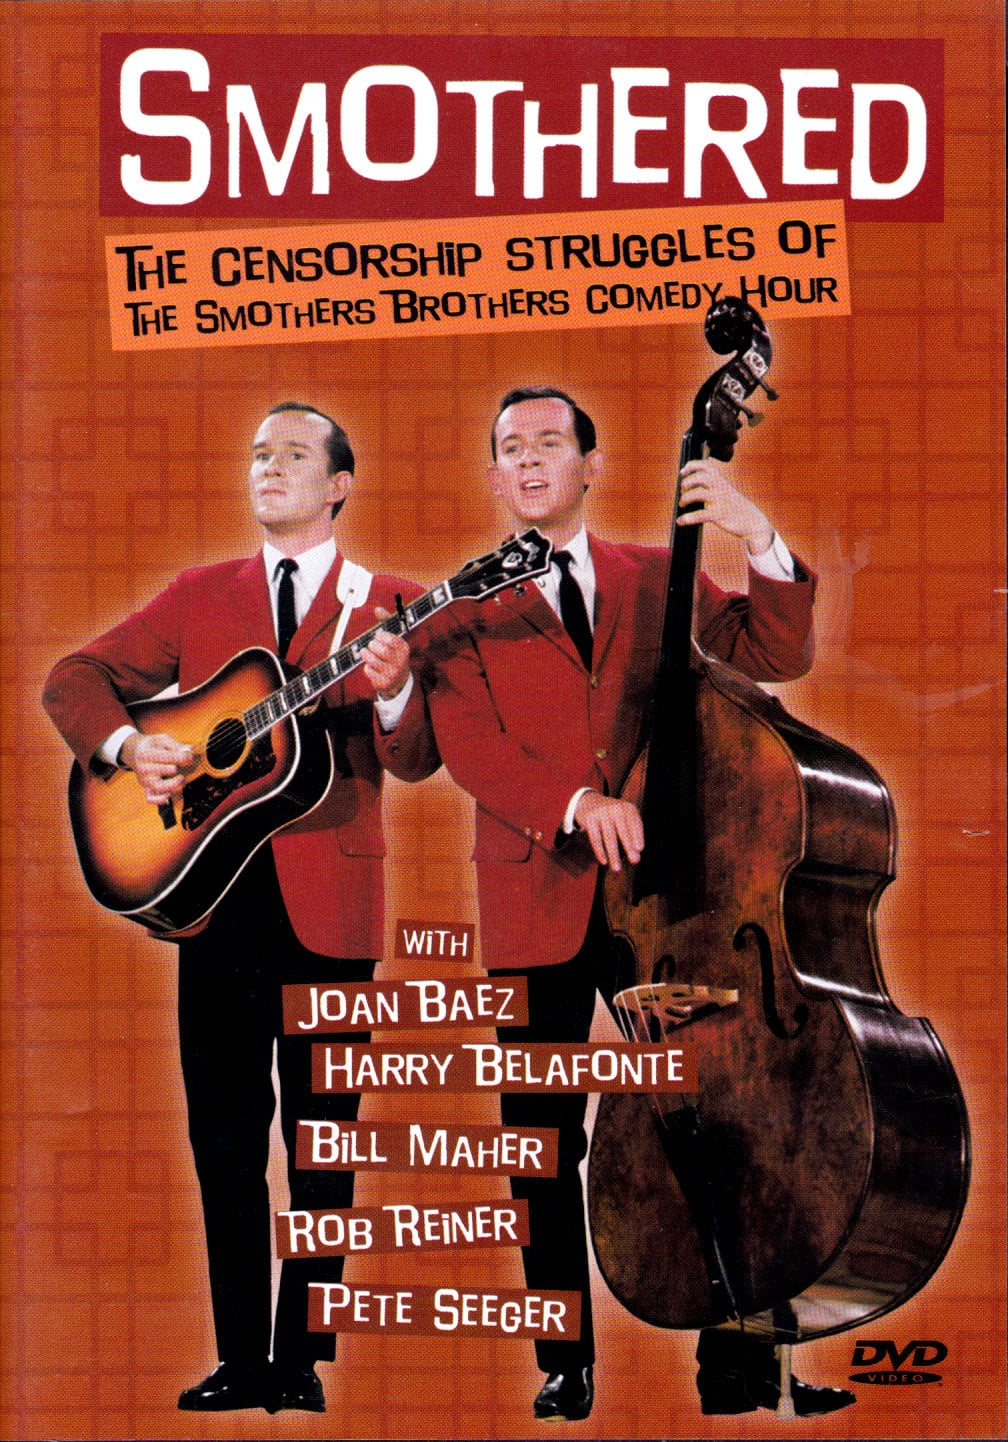 SMOTHERED
THE CENSORSHIP STRUGGLES OF
THE SMOTHERS BROTHERS COMEDY HOUR
WITH
JOAN BAEZ
HARRY BELAFONTE
BILL MAHER
ROB REINER
PETE SEEGER
DVD
VIDEO